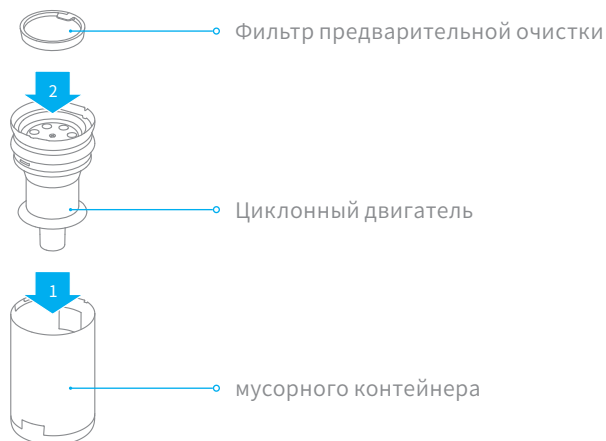 Фильтр предварительной очистки
2
Циклонный двигатель
1
мусорного контейнера